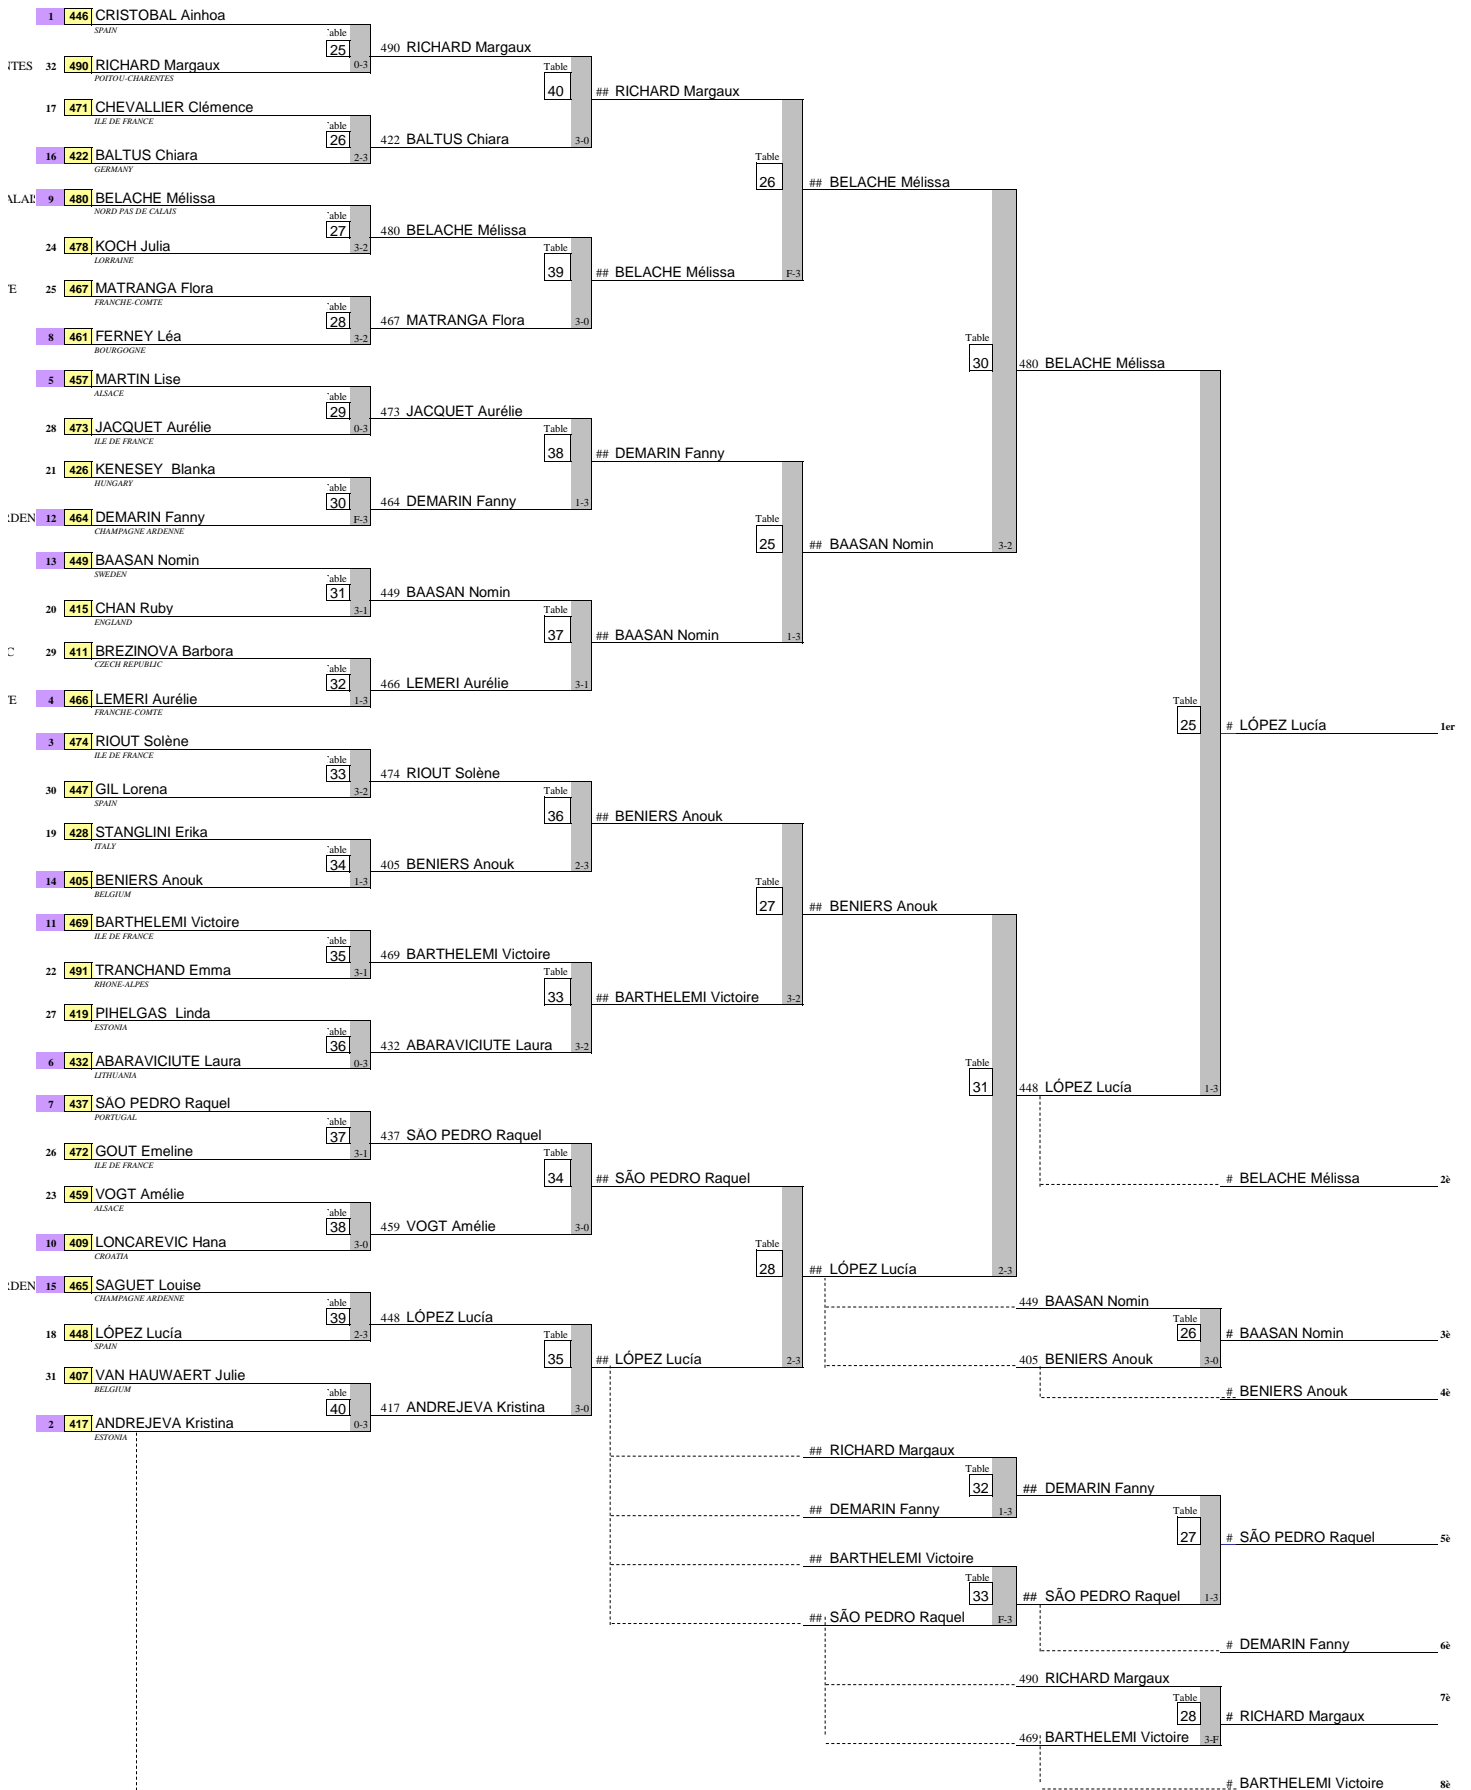 1 446 CRISTOBAL Ainhoa
SPAIN
Table
25 490 RICHARD Margaux
NTES 32 490 RICHARD Margaux 0-3
POITOU-CHARENTES
Table
40 ## RICHARD Margaux
17 471 CHEVALLIER Clémence
ILE DE FRANCE
Table
26 422 BALTUS Chiara 3-0
16 422 BALTUS Chiara 2-3
GERMANY
Table
26 ## BELACHE Mélissa
9 480 BELACHE Mélissa
NORD PAS DE CALAIS
Table
27 480 BELACHE Mélissa
24 478 KOCH Julia 3-2
LORRAINE
Table
39 ## BELACHE Mélissa F-3
25 467 MATRANGA Flora
FRANCHE-COMTE
Table
28 467 MATRANGA Flora 3-0
8 461 FERNEY Léa 3-2
BOURGOGNE
Table
30 480 BELACHE Mélissa
5 457 MARTIN Lise
ALSACE
Table
29 473 JACQUET Aurélie
28 473 JACQUET Aurélie 0-3
ILE DE FRANCE
Table
38 ## DEMARIN Fanny
21 426 KENESEY Blanka
HUNGARY
Table
30 464 DEMARIN Fanny 1-3
12 464 DEMARIN Fanny F-3
CHAMPAGNE ARDENNE
Table
25 ## BAASAN Nomin 3-2
13 449 BAASAN Nomin
SWEDEN
Table
31 449 BAASAN Nomin
20 415 CHAN Ruby 3-1
ENGLAND
Table
37 ## BAASAN Nomin 1-3
29 411 BREZINOVA Barbora
CZECH REPUBLIC
Table
32 466 LEMERI Aurélie 3-1
4 466 LEMERI Aurélie 1-3
FRANCHE-COMTE
Table
25 # LÓPEZ Lucía 1er
3 474 RIOUT Solène
ILE DE FRANCE
Table
33 474 RIOUT Solène
30 447 GIL Lorena 3-2
SPAIN
Table
36 ## BENIERS Anouk
19 428 STANGLINI Erika
ITALY
Table
34 405 BENIERS Anouk 2-3
14 405 BENIERS Anouk 1-3
BELGIUM
Table
27 ## BENIERS Anouk
11 469 BARTHELEMI Victoire
ILE DE FRANCE
Table
35 469 BARTHELEMI Victoire
22 491 TRANCHAND Emma 3-1
RHONE-ALPES
Table
33 ## BARTHELEMI Victoire 3-2
27 419 PIHELGAS Linda
ESTONIA
Table
36 432 ABARAVICIUTE Laura 3-2
6 432 ABARAVICIUTE Laura 0-3
LITHUANIA
Table
31 448 LÓPEZ Lucía 1-3
7 437 SÃO PEDRO Raquel
PORTUGAL
Table
37 437 SÃO PEDRO Raquel
26 472 GOUT Emeline 3-1
ILE DE FRANCE
Table
34 ## SÃO PEDRO Raquel
# BELACHE Mélissa 2è
23 459 VOGT Amélie
ALSACE
Table
38 459 VOGT Amélie 3-0
10 409 LONCAREVIC Hana 3-0
CROATIA
Table
28 ## LÓPEZ Lucía 2-3
15 465 SAGUET Louise
CHAMPAGNE ARDENNE
449 BAASAN Nomin
Table
39 448 LÓPEZ Lucía
18 448 LÓPEZ Lucía 2-3
SPAIN
Table
26 # BAASAN Nomin 3è
Table
35 ## LÓPEZ Lucía 2-3
405 BENIERS Anouk 3-0
31 407 VAN HAUWAERT Julie
BELGIUM
# BENIERS Anouk 4è
Table
40 417 ANDREJEVA Kristina 3-0
2 417 ANDREJEVA Kristina 0-3
ESTONIA
## RICHARD Margaux
Table
32 ## DEMARIN Fanny
## DEMARIN Fanny 1-3
Table
27 # SÃO PEDRO Raquel 5è
## BARTHELEMI Victoire
Table
33 ## SÃO PEDRO Raquel 1-3
## SÃO PEDRO Raquel F-3
# DEMARIN Fanny 6è
490 RICHARD Margaux
7è
Table
28 # RICHARD Margaux
469 BARTHELEMI Victoire 3-F
# BARTHELEMI Victoire 8è